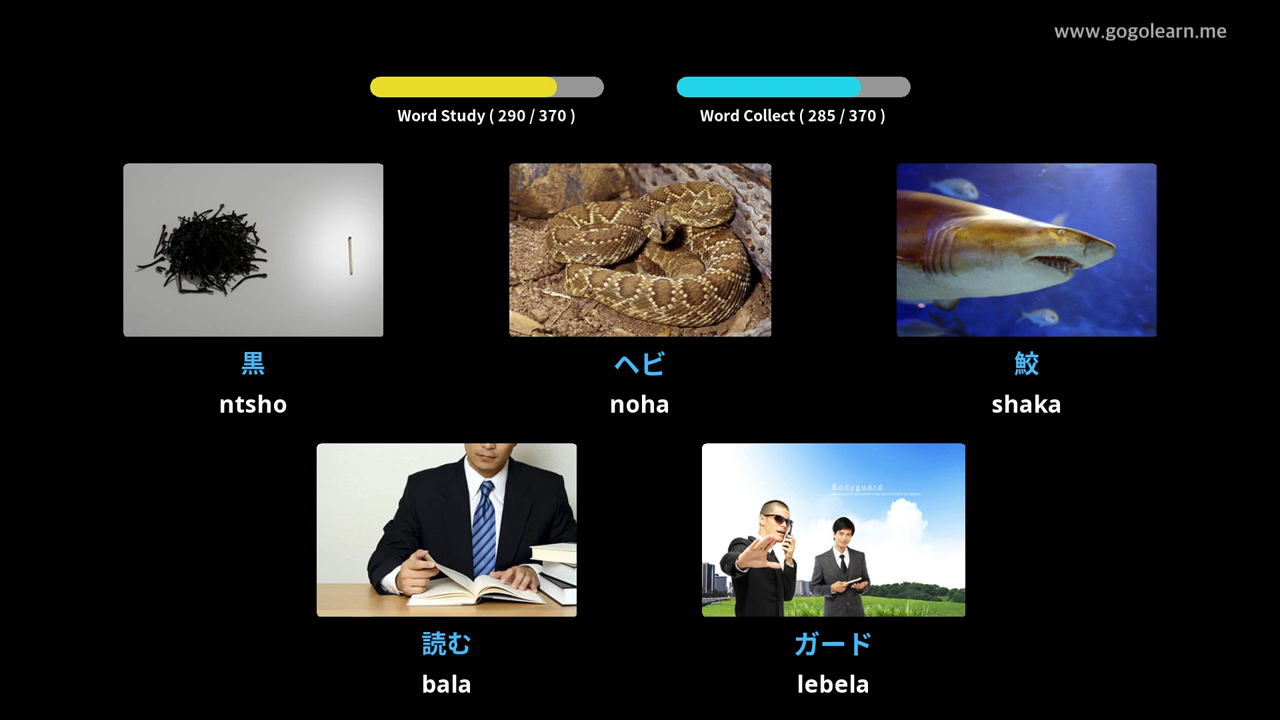 www.gogolearn.me
Word Study ( 290 / 370 )
Word Collect ( 285 / 370 )
黒
ntsho
ヘビ
noha
鮫
shaka
Bodyguard
読む
bala
ガード
lebela